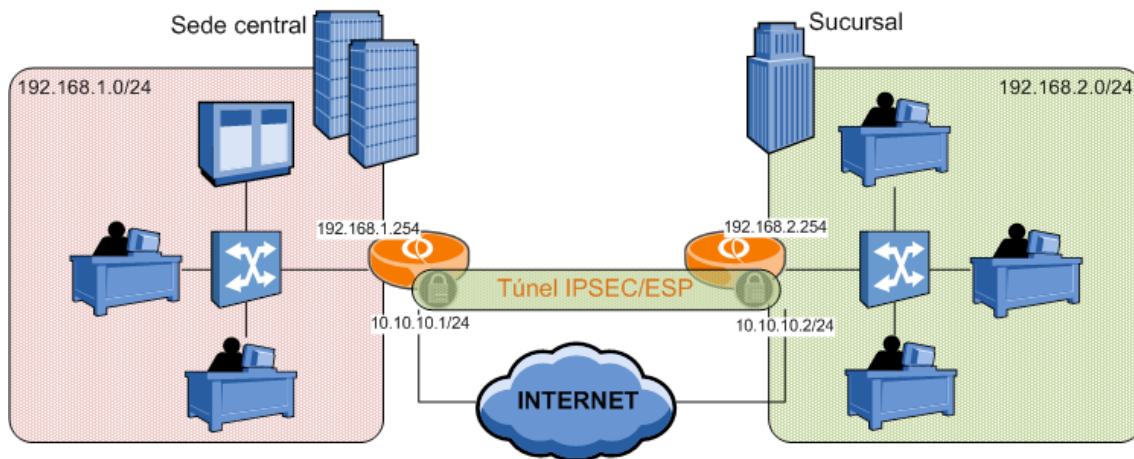 Sede central
Sucursal
192.168.1.0/24
192.168.2.0/24
192.168.1.254
192.168.2.254
Túnel IPSEC/ESP
10.10.10.1/24
10.10.10.2/24
INTERNET